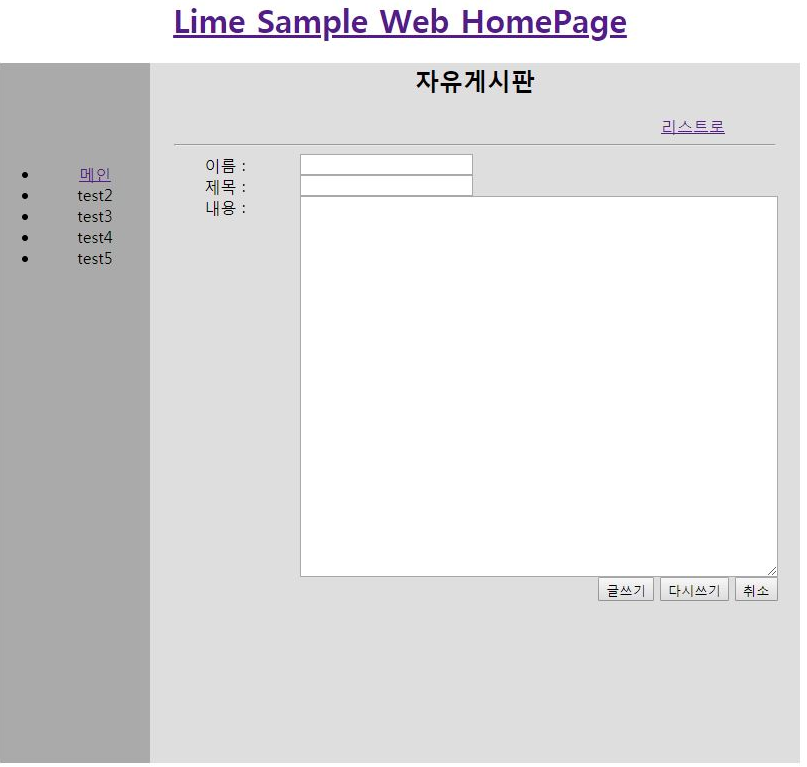 Lime Sample Web HomePage
메인
test2
test3
test4
test5
자유게시판
리스트로
이름 :
제목 :
내용 :
글쓰기 다시쓰기 취소